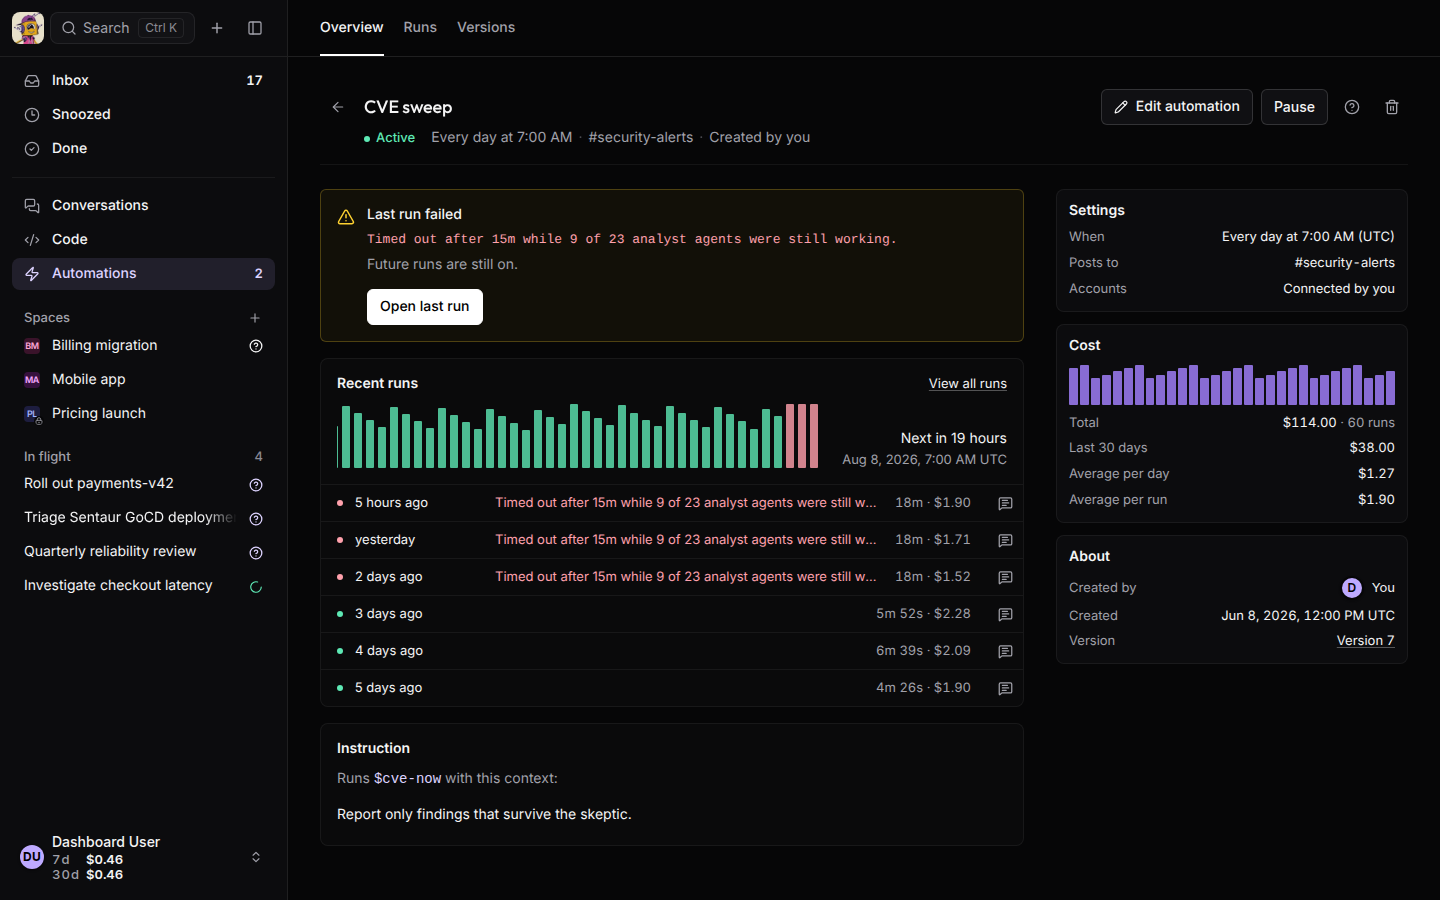 Search Ctrl K
Overview Runs Versions
Inbox 17
Snoozed
Done
Conversations
Code
Automations 2
Spaces
BM Billing migration
MA Mobile app
PL Pricing launch
In flight 4
Roll out payments-v42
Triage Sentaur GoCD deployme
Quarterly reliability review
Investigate checkout latency
DU Dashboard User
7d $0.46
30d $0.46
CVE sweep
Edit automation Pause
Active Every day at 7:00 AM · #security-alerts · Created by you
Last run failed
Timed out after 15m while 9 of 23 analyst agents were still working.
Future runs are still on.
Open last run
Recent runs View all runs
Next in 19 hours
Aug 8, 2026, 7:00 AM UTC
5 hours ago Timed out after 15m while 9 of 23 analyst agents were still w... 18m · $1.90
yesterday Timed out after 15m while 9 of 23 analyst agents were still w... 18m · $1.71
2 days ago Timed out after 15m while 9 of 23 analyst agents were still w... 18m · $1.52
3 days ago 5m 52s · $2.28
4 days ago 6m 39s · $2.09
5 days ago 4m 26s · $1.90
Instruction
Runs $cve-now with this context:
Report only findings that survive the skeptic.
Settings
When Every day at 7:00 AM (UTC)
Posts to #security-alerts
Accounts Connected by you
Cost
Total $114.00 · 60 runs
Last 30 days $38.00
Average per day $1.27
Average per run $1.90
About
Created by D You
Created Jun 8, 2026, 12:00 PM UTC
Version Version 7